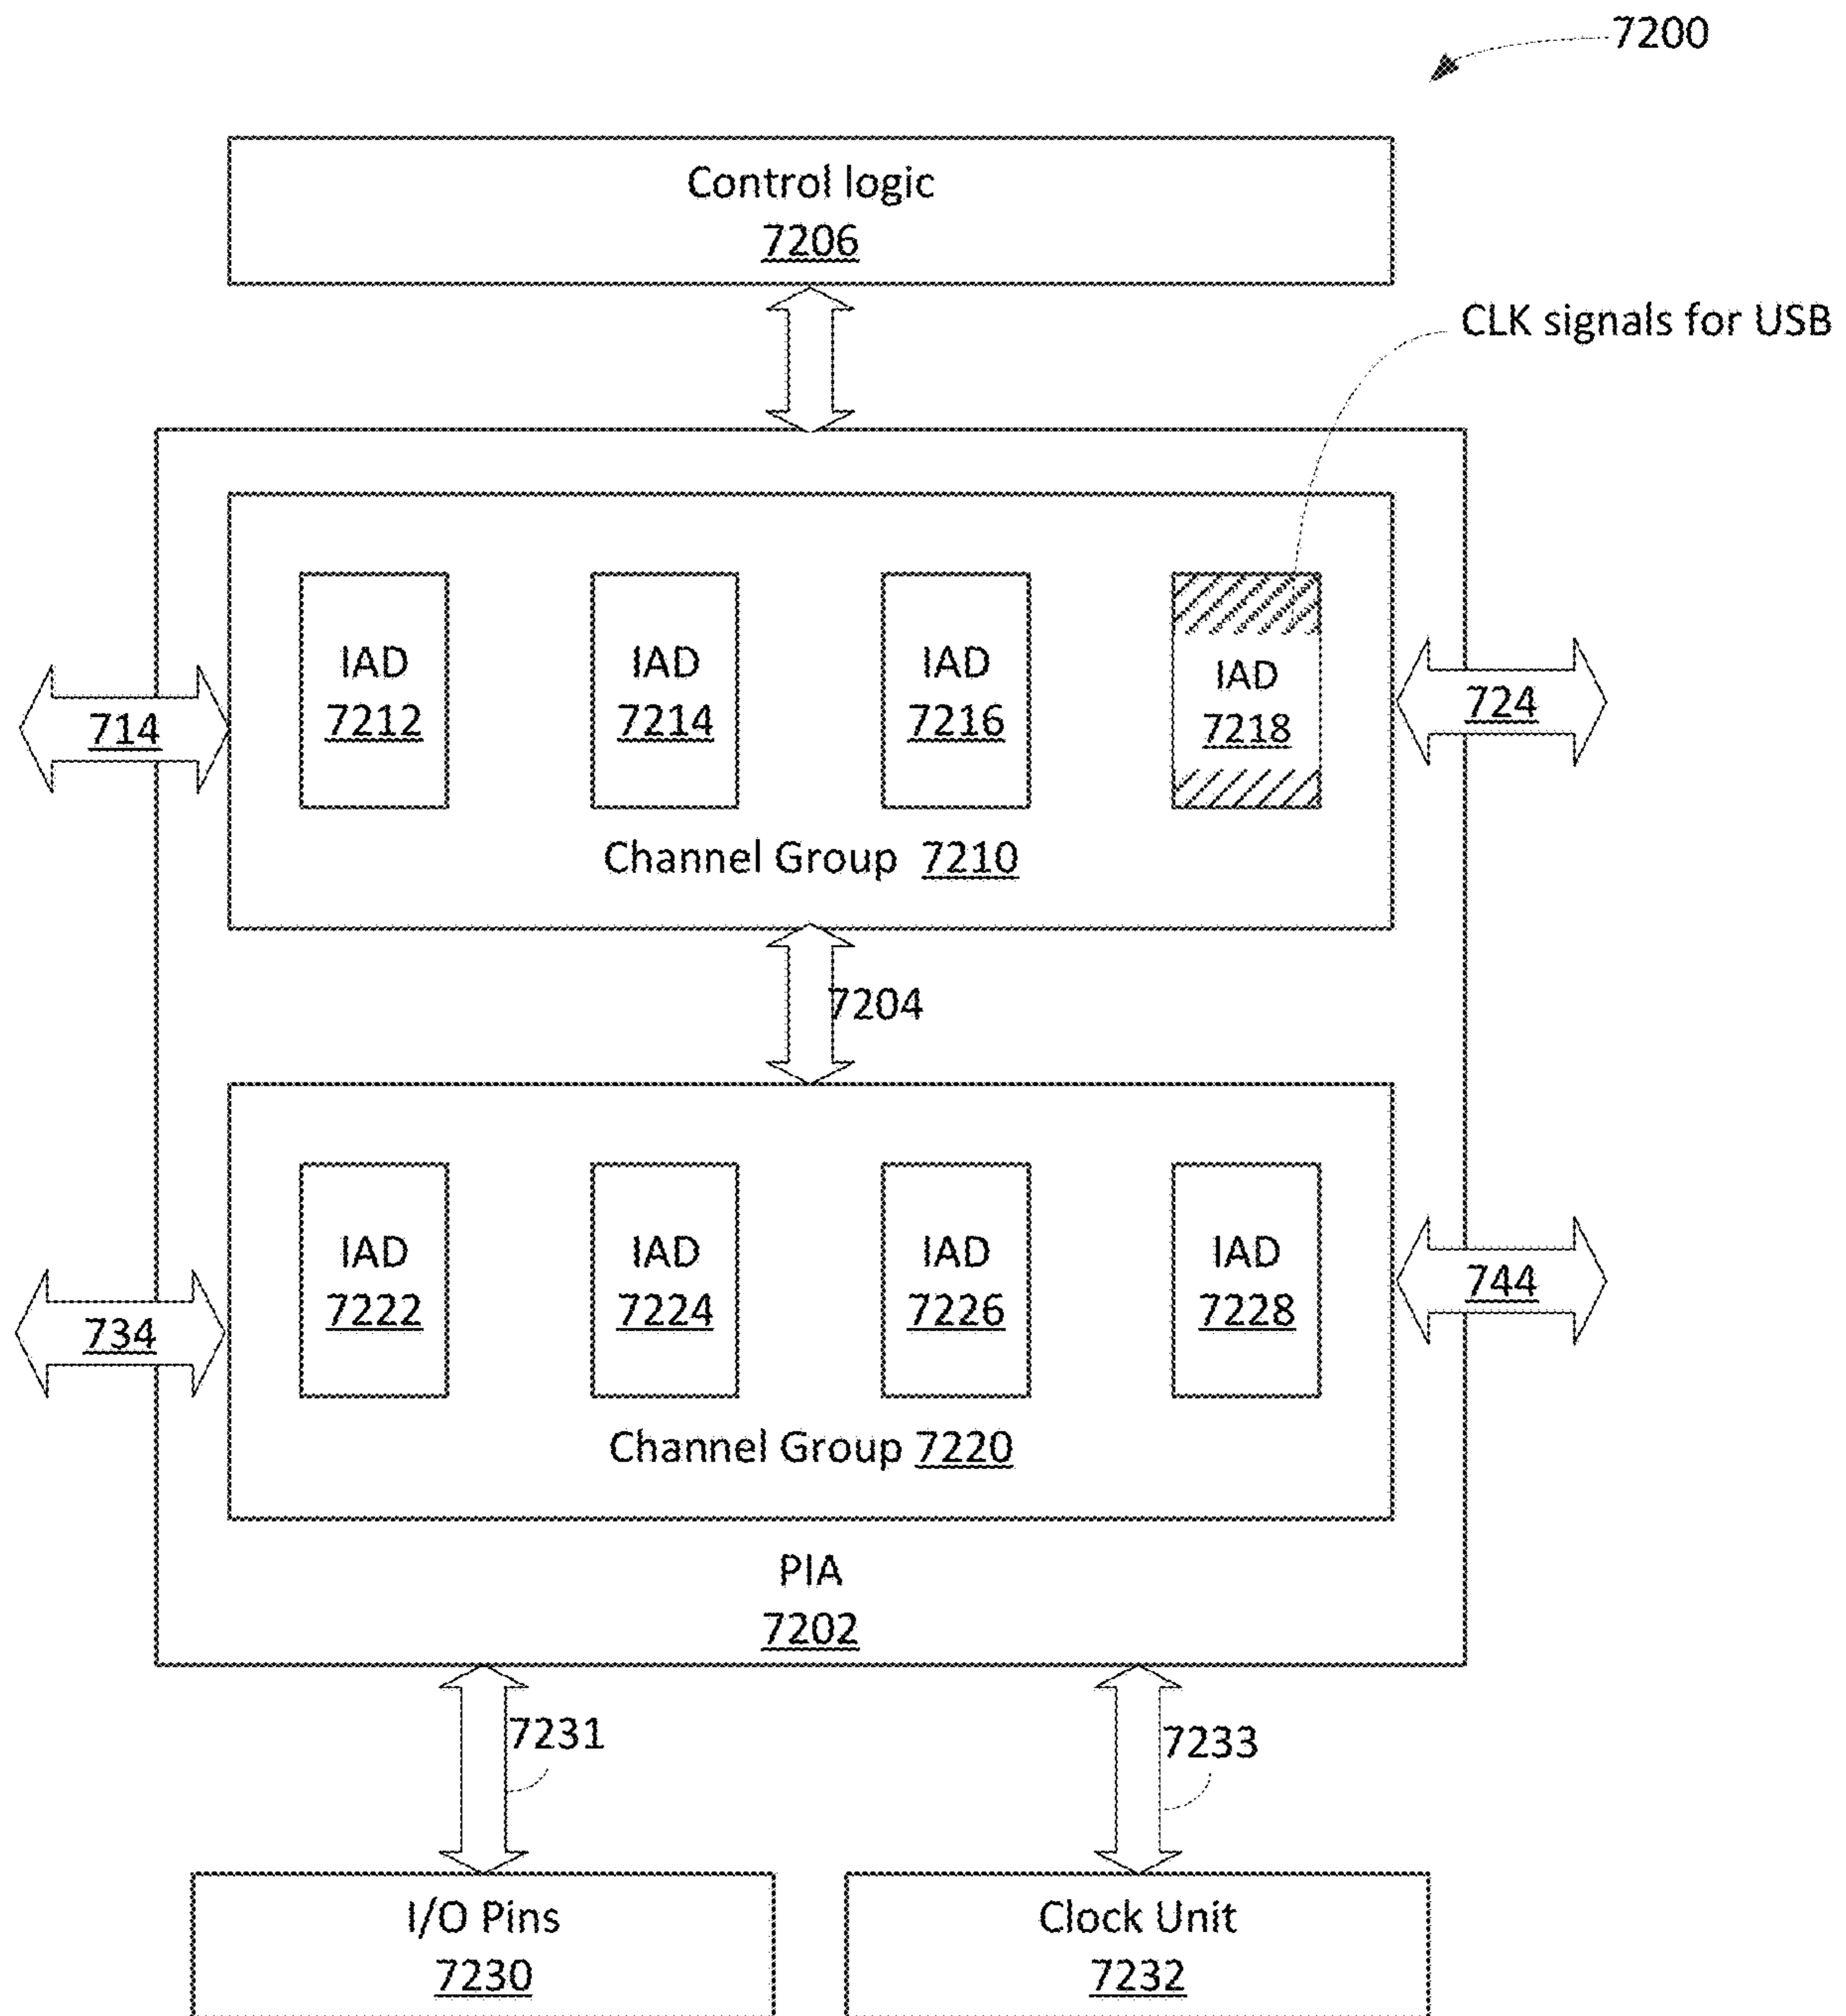 7200
Control logic
7206
CLK signals for USB
IAD
7212
IAD
7214
IAD
7216
IAD
7218
714
724
Channel Group 7210
7204
IAD
7222
IAD
7224
IAD
7226
IAD
7228
734
744
Channel Group 7220
PIA
7202
7231
7233
I/O Pins
7230
Clock Unit
7232